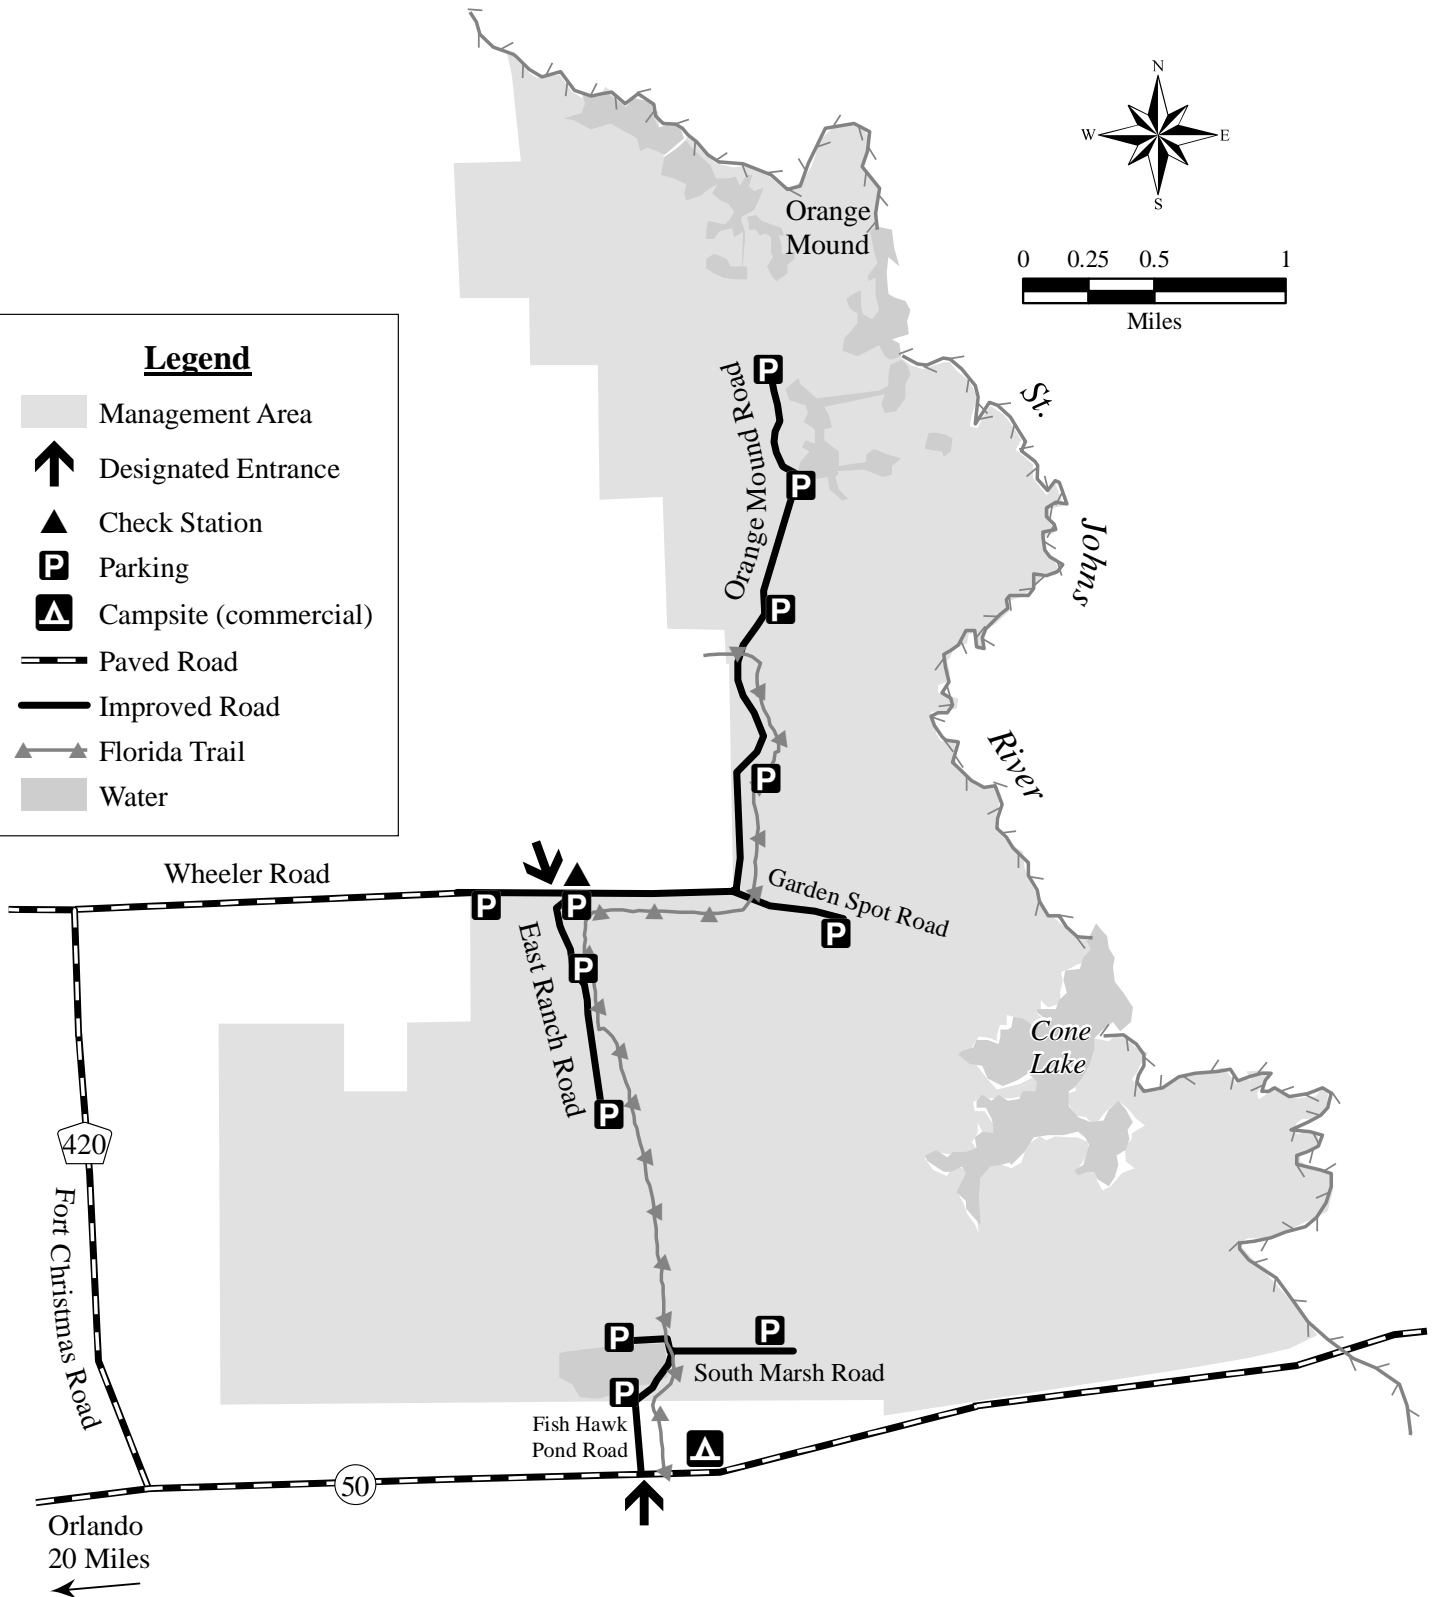 N
W E
S
Orange
Mound
0 0.25 0.5 1
Miles
Legend
Management Area
Designated Entrance
Check Station
P Parking
Campsite (commercial)
Paved Road
Improved Road
Florida Trail
Water
P
Orange Mound Road
P
P
P
St.
Johns
River
Wheeler Road
P
P
Garden Spot Road
P
East Ranch Road
P
P
Cone
Lake
420
Fort Christmas Road
P
P
South Marsh Road
P
Fish Hawk
Pond Road
50
Orlando
20 Miles